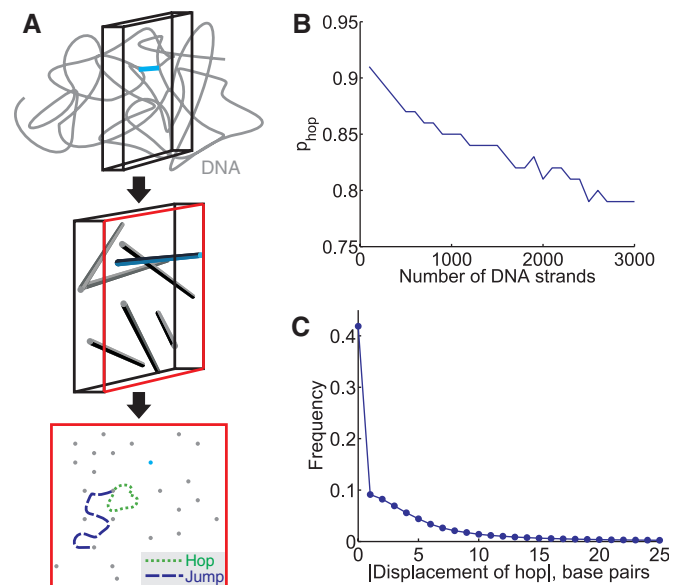 A
DNA
Hop
Jump
B
0.95
0.9
0.85
0.8
0.75
p_hop
1000
2000
3000
Number of DNA strands
C
0.4
0.3
0.2
0.1
0
Frequency
0
5
10
15
20
25
|Displacement of hop|, base pairs